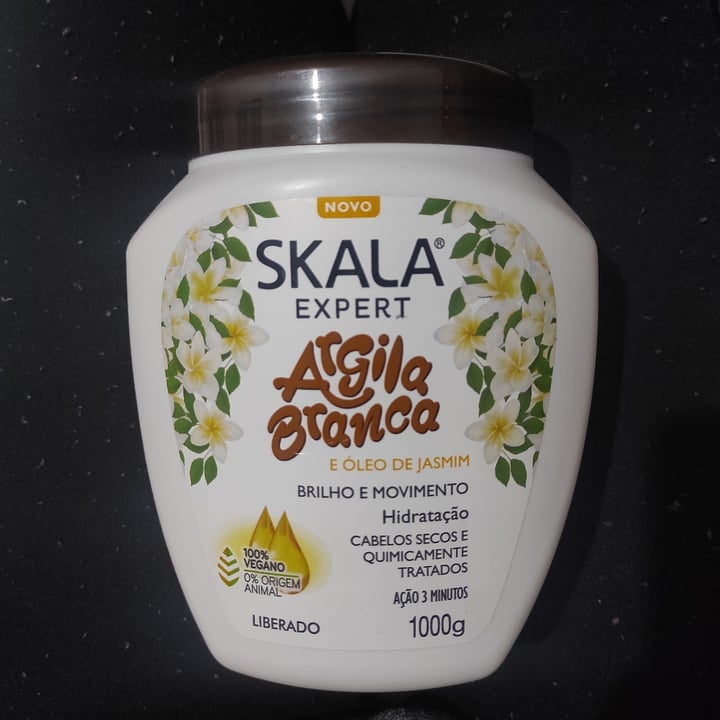 NOVO
SKALA®
EXPERT
Argila
Branca
E ÓLEO DE JASMIM
BRILHO E MOVIMENTO
Hidratação
CABELOS SECOS E
QUIMICAMENTE
TRATADOS
100%
VEGANO
0% ORIGEM
ANIMAL
AÇÃO 3 MINUTOS
LIBERADO
1000g